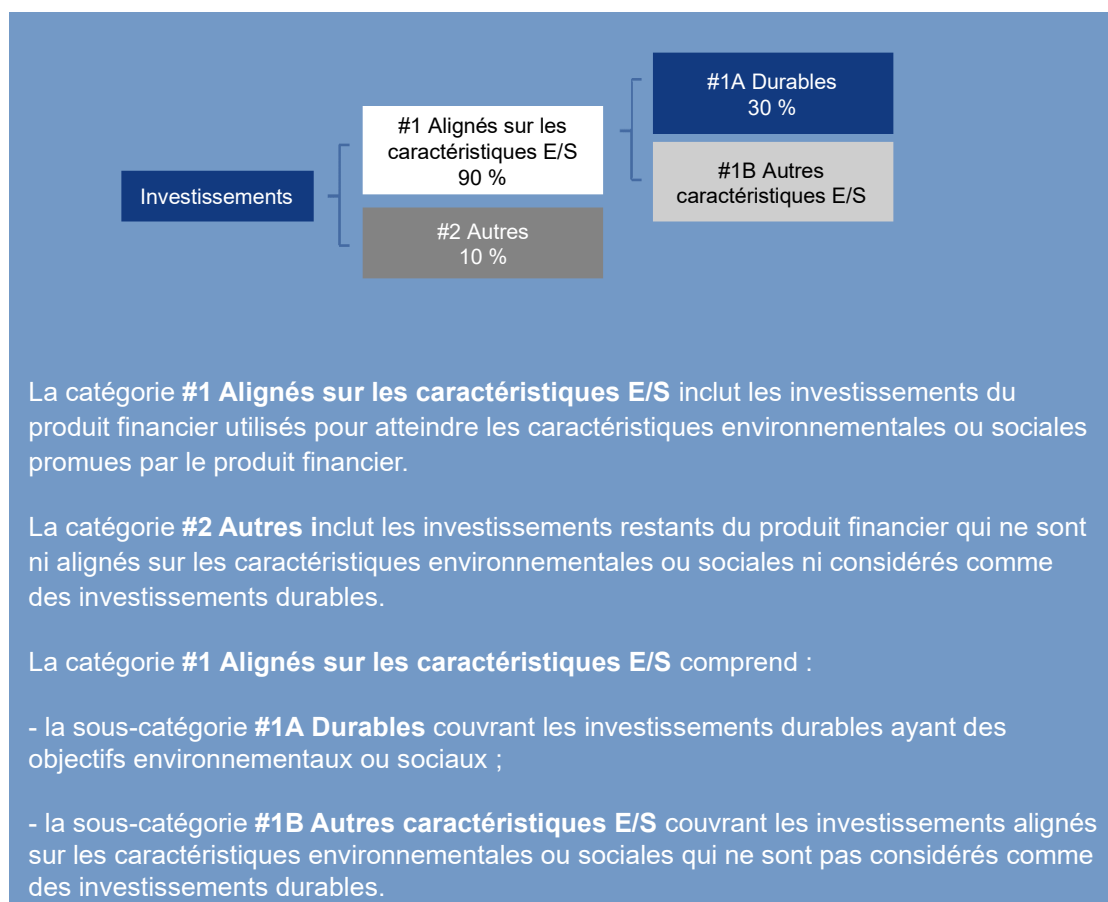 #1A Durables
30 %
#1 Alignés sur les
caractéristiques E/S
90 %
#1B Autres
caractéristiques E/S
Investissements
#2 Autres
10 %
La catégorie #1 Alignés sur les caractéristiques E/S inclut les investissements du
produit financier utilisés pour atteindre les caractéristiques environnementales ou sociales
promues par le produit financier.
La catégorie #2 Autres inclut les investissements restants du produit financier qui ne sont
ni alignés sur les caractéristiques environnementales ou sociales ni considérés comme
des investissements durables.
La catégorie #1 Alignés sur les caractéristiques E/S comprend :
- la sous-catégorie #1A Durables couvrant les investissements durables ayant des
objectifs environnementaux ou sociaux ;
- la sous-catégorie #1B Autres caractéristiques E/S couvrant les investissements alignés
sur les caractéristiques environnementales ou sociales qui ne sont pas considérés comme
des investissements durables.